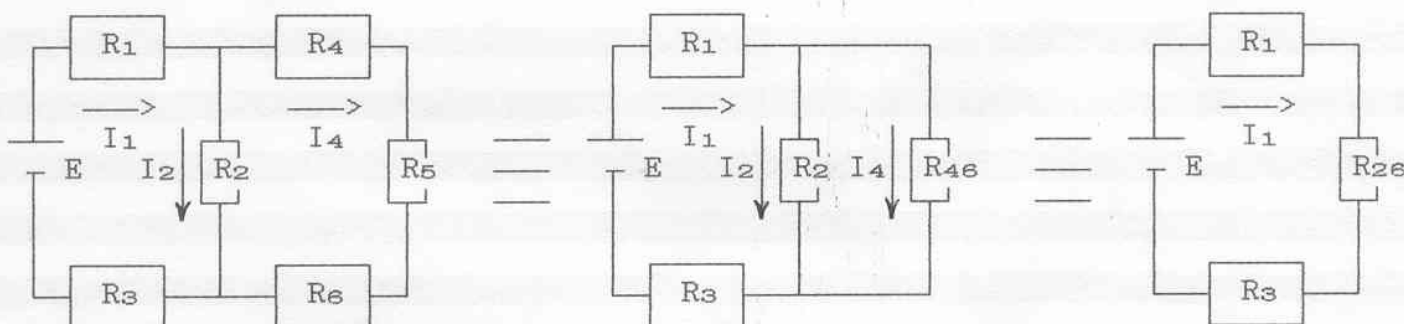 R₁ R₄ R₁ R₁
I₁ I₄ I₁ I₁
E I₂ R₂ R₅ E I₂ R₂ I₄ R₄₆ E R₂₆
R₃ R₆ R₃ R₃